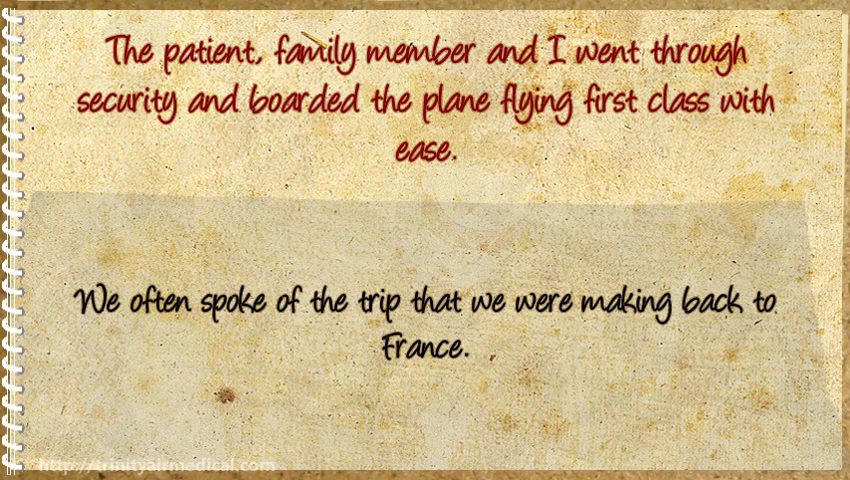 The patient, family member and I went through
security and boarded the plane flying first class with
ease.
We often spoke of the trip that we were making back to
France.
http://trinityairmedical.com